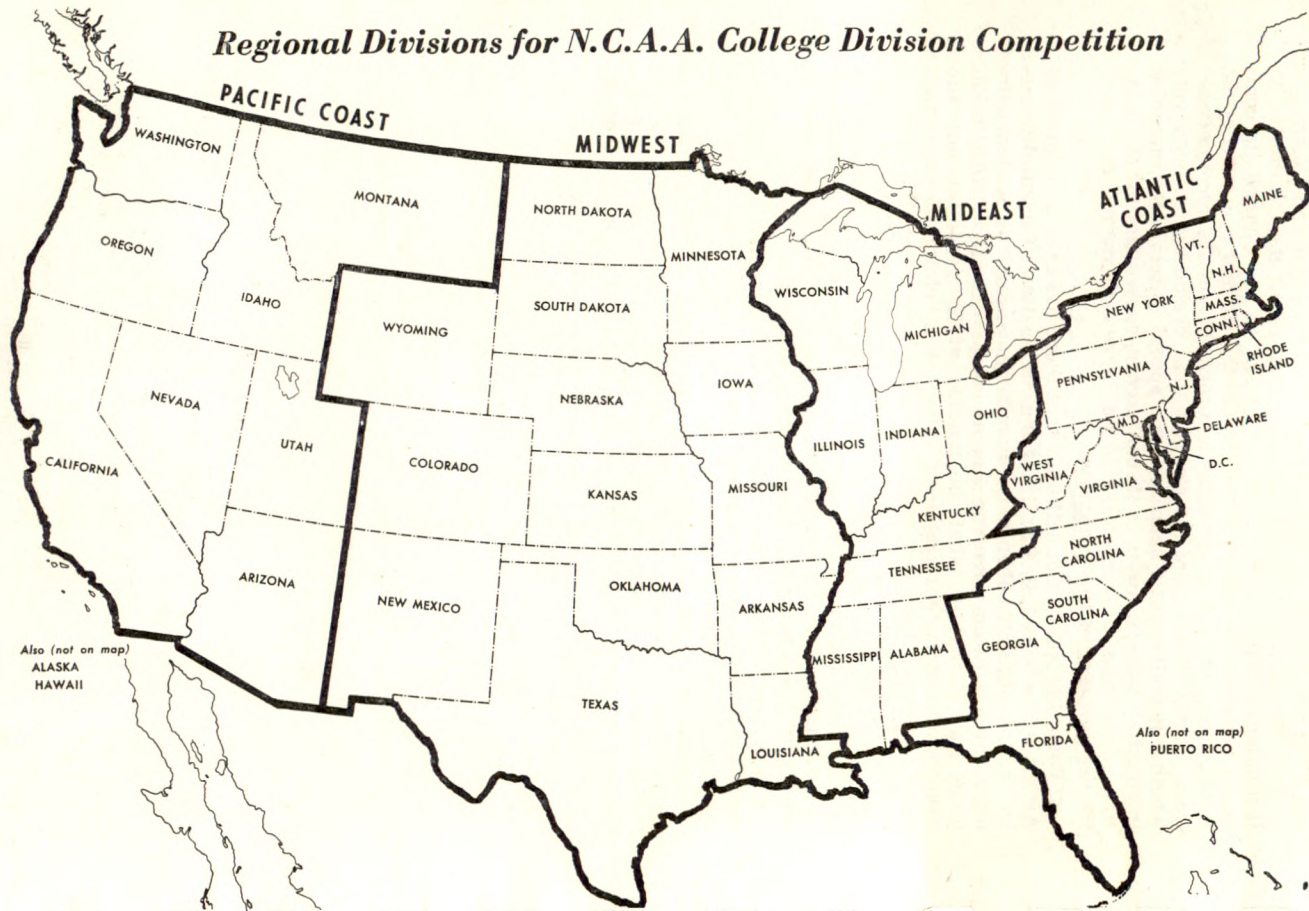 Regional Divisions for N.C.A.A. College Division Competition
PACIFIC COAST
MIDWEST
MIDEAST
ATLANTIC
COAST
WASHINGTON
MONTANA
NORTH DAKOTA
MINNESOTA
MAINE
OREGON
IDAHO
WYOMING
SOUTH DAKOTA
WISCONSIN
MICHIGAN
NEW YORK
VT.
N.H.
MASS.
CONN.
RHODE
ISLAND
NEVADA
UTAH
COLORADO
NEBRASKA
IOWA
ILLINOIS
INDIANA
OHIO
PENNSYLVANIA
N.J.
M.D.
DELAWARE
D.C.
CALIFORNIA
KANSAS
MISSOURI
KENTUCKY
WEST
VIRGINIA
VIRGINIA
ARIZONA
NEW MEXICO
OKLAHOMA
ARKANSAS
TENNESSEE
NORTH
CAROLINA
SOUTH
CAROLINA
Also (not on map)
ALASKA
HAWAII
TEXAS
LOUISIANA
MISSISSIPPI
ALABAMA
GEORGIA
FLORIDA
Also (not on map)
PUERTO RICO